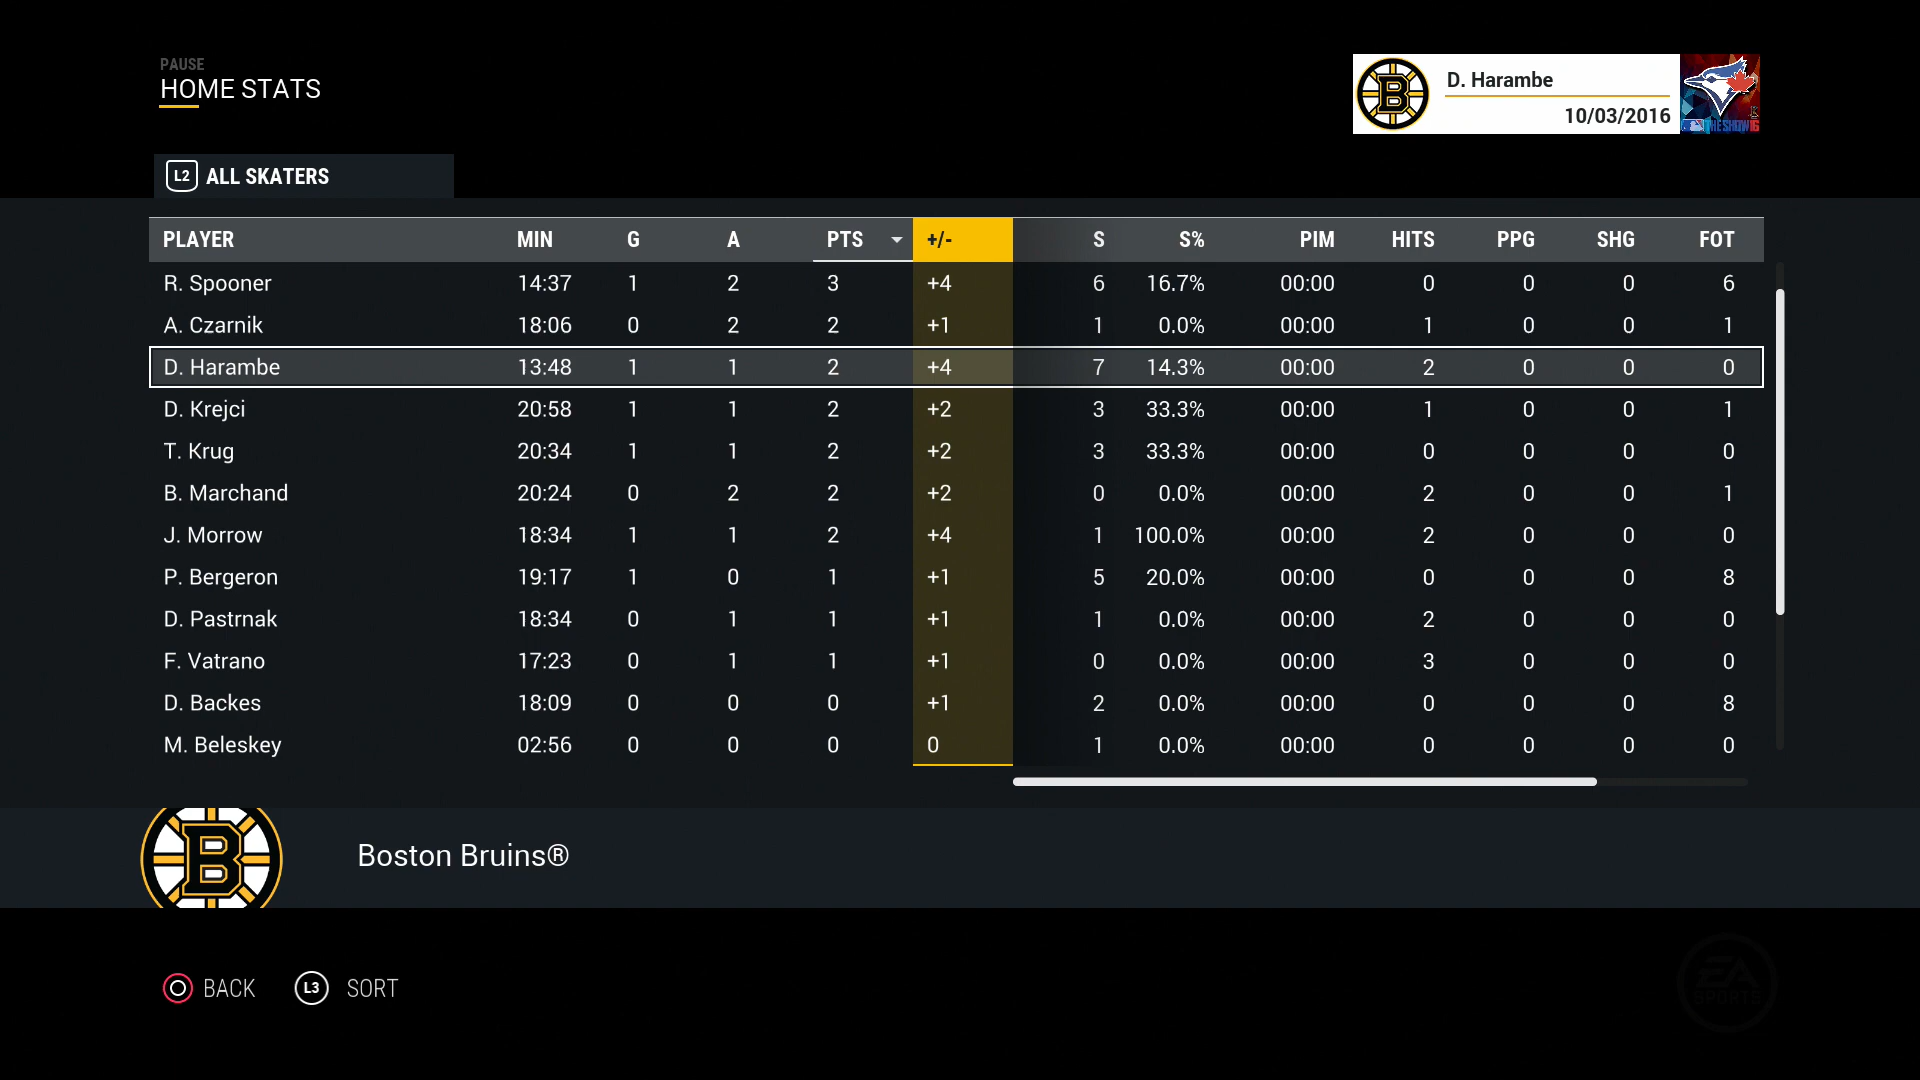 PAUSE
HOME STATS
D. Harambe
10/03/2016
THE SHOW 16
L2 ALL SKATERS
PLAYER MIN G A PTS +/- S S% PIM HITS PPG SHG FOT
R. Spooner 14:37 1 2 3 +4 6 16.7% 00:00 0 0 0 6
A. Czarnik 18:06 0 2 2 +1 1 0.0% 00:00 1 0 0 1
D. Harambe 13:48 1 1 2 +4 7 14.3% 00:00 2 0 0 0
D. Krejci 20:58 1 1 2 +2 3 33.3% 00:00 1 0 0 1
T. Krug 20:34 1 1 2 +2 3 33.3% 00:00 0 0 0 0
B. Marchand 20:24 0 2 2 +2 0 0.0% 00:00 2 0 0 1
J. Morrow 18:34 1 1 2 +4 1 100.0% 00:00 2 0 0 0
P. Bergeron 19:17 1 0 1 +1 5 20.0% 00:00 0 0 0 8
D. Pastrnak 18:34 0 1 1 +1 1 0.0% 00:00 2 0 0 0
F. Vatrano 17:23 0 1 1 +1 0 0.0% 00:00 3 0 0 0
D. Backes 18:09 0 0 0 +1 2 0.0% 00:00 0 0 0 8
M. Beleskey 02:56 0 0 0 0 1 0.0% 00:00 0 0 0 0
B
Boston Bruins®
BACK L3 SORT
EA
SPORTS